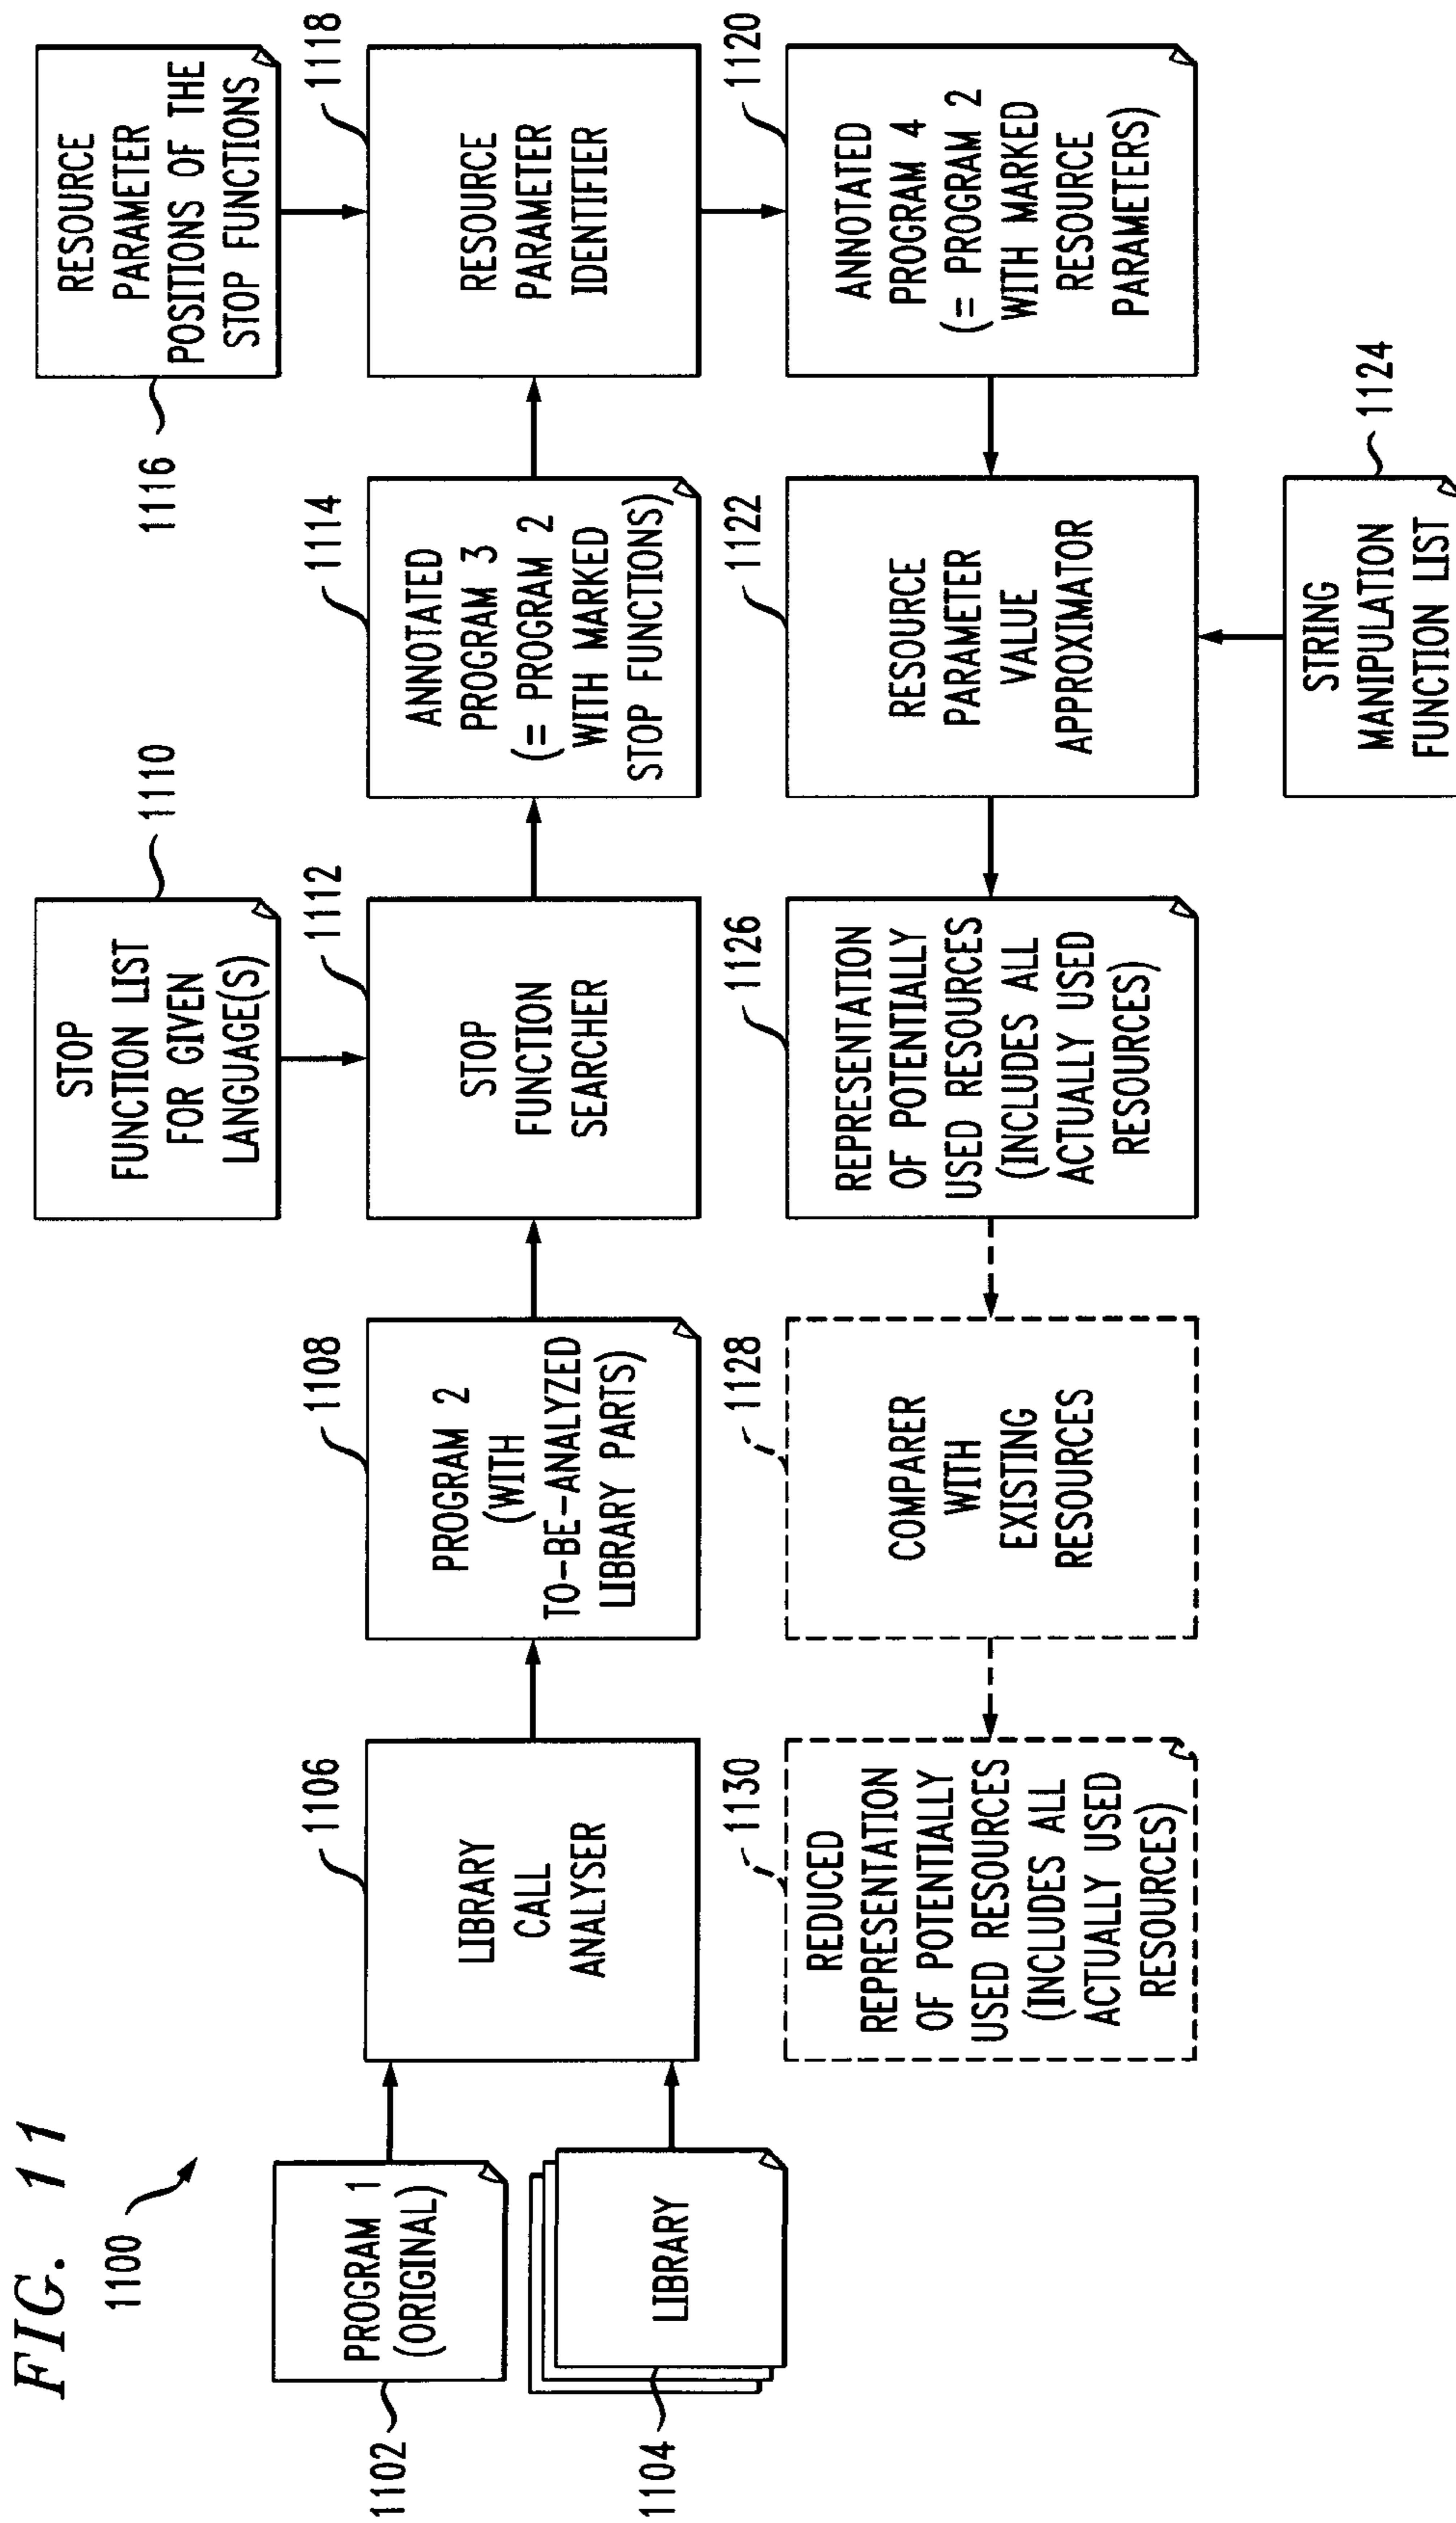 FIG. 11
1100
PROGRAM 1
(ORIGINAL)
1102
LIBRARY
1104
LIBRARY
CALL
ANALYSER
1106
PROGRAM 2
(WITH
TO-BE-ANALYZED
LIBRARY PARTS)
1108
STOP
FUNCTION LIST
FOR GIVEN
LANGUAGE(S)
1110
STOP
FUNCTION
SEARCHER
1112
ANNOTATED
PROGRAM 3
(= PROGRAM 2
WITH MARKED
STOP FUNCTIONS)
1114
RESOURCE
PARAMETER
POSITIONS OF THE
STOP FUNCTIONS
1116
RESOURCE
PARAMETER
IDENTIFIER
1118
ANNOTATED
PROGRAM 4
(= PROGRAM 2
WITH MARKED
RESOURCE
PARAMETERS)
1120
RESOURCE
PARAMETER
VALUE
APPROXIMATOR
1122
STRING
MANIPULATION
FUNCTION LIST
1124
REPRESENTATION
OF POTENTIALLY
USED RESOURCES
(INCLUDES ALL
ACTUALLY USED
RESOURCES)
1126
COMPARER
WITH
EXISTING
RESOURCES
1128
REDUCED
REPRESENTATION
OF POTENTIALLY
USED RESOURCES
(INCLUDES ALL
ACTUALLY USED
RESOURCES)
1130